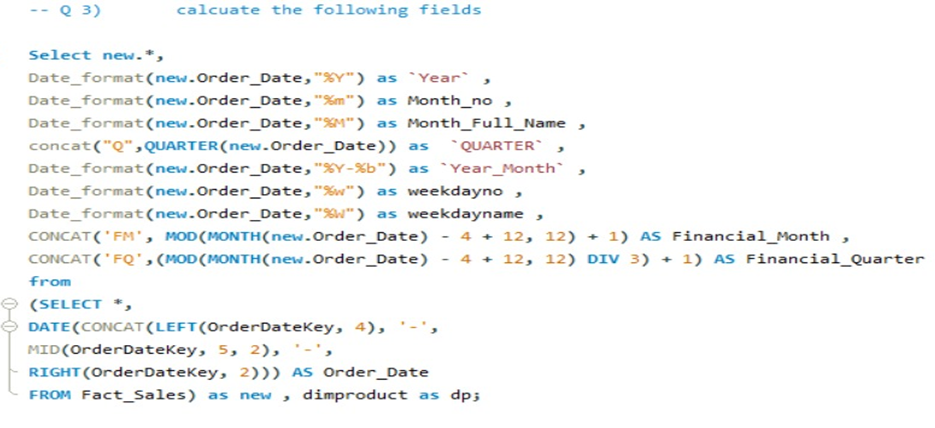 -- Q 3) calcuate the following fields
Select new.*,
Date_format(new.Order_Date,"%Y") as `Year` ,
Date_format(new.Order_Date,"%m") as Month_no ,
Date_format(new.Order_Date,"%M") as Month_Full_Name ,
concat("Q",QUARTER(new.Order_Date)) as `QUARTER` ,
Date_format(new.Order_Date,"%Y-%b") as `Year_Month` ,
Date_format(new.Order_Date,"%w") as weekdayno ,
Date_format(new.Order_Date,"%W") as weekdayname ,
CONCAT('FM', MOD(MONTH(new.Order_Date) - 4 + 12, 12) + 1) AS Financial_Month ,
CONCAT('FQ',(MOD(MONTH(new.Order_Date) - 4 + 12, 12) DIV 3) + 1) AS Financial_Quarter
from
(SELECT *,
DATE(CONCAT(LEFT(OrderDateKey, 4), '-',
MID(OrderDateKey, 5, 2), '-',
RIGHT(OrderDateKey, 2))) AS Order_Date
FROM Fact_Sales) as new , dimproduct as dp;